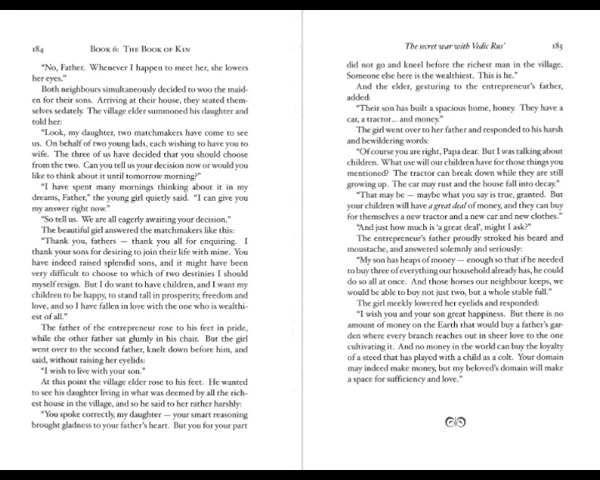 184 BOOK 6: THE BOOK OF KIN
"No, Father. Whenever I happen to meet her, she lowers
her eyes."
Both neighbours simultaneously decided to woo the maid-
en for their sons. Arriving at their house, they seated them-
selves sedately. The village elder summoned his daughter and
told her:
"Look, my daughter, two matchmakers have come to see
us. On behalf of two young lads, each wishing to have you to
wife. The three of us have decided that you should choose
from the two. Can you tell us your decision now or would you
like to think about it until tomorrow morning?"
"I have spent many mornings thinking about it in my
dreams, Father," the young girl quietly said. "I can give you
my answer right now."
"So tell us. We are all eagerly awaiting your decision."
The beautiful girl answered the matchmakers like this:
"Thank you, fathers — thank you all for enquiring. I
thank your sons for desiring to join their life with mine. You
have indeed raised splendid sons, and it might have been
very difficult to choose to which of two destinies I should
myself resign. But I do want to have children, and I want my
children to be happy, to stand tall in prosperity, freedom and
love, and so I have fallen in love with the one who is wealthi-
est of all."
The father of the entrepreneur rose to his feet in pride,
while the other father sat glumly in his chair. But the girl
went over to the second father, knelt down before him, and
said, without raising her eyelids:
"I wish to live with your son."
At this point the village elder rose to his feet. He wanted
to see his daughter living in what was deemed by all the rich-
est house in the village, and so he said to her rather harshly:
"You spoke correctly, my daughter — your smart reasoning
brought gladness to your father's heart. But you for your part
The secret war with Vedic Rus' 185
did not go and kneel before the richest man in the village.
Someone else here is the wealthiest. This is he."
And the elder, gesturing to the entrepreneur's father,
added:
"Their son has built a spacious home, honey. They have a
car, a tractor... and money."
The girl went over to her father and responded to his harsh
and bewildering words:
"Of course you are right, Papa dear. But I was talking about
children. What use will our children have for those things you
mentioned? The tractor can break down while they are still
growing up. The car may rust and the house fall into decay."
"That may be — maybe what you say is true, granted. But
your children will have a great deal of money, and they can buy
for themselves a new tractor and a new car and new clothes."
"And just how much is 'a great deal', might I ask?"
The entrepreneur's father proudly stroked his beard and
moustache, and answered solemnly and seriously:
"My son has heaps of money — enough so that if he needed
to buy three of everything our household already has, he could
do so all at once. And those horses our neighbour keeps, we
would be able to buy not just two, but a whole stable full."
The girl meekly lowered her eyelids and responded:
"I wish you and your son great happiness. But there is no
amount of money on the Earth that would buy a father's gar-
den where every branch reaches out in sheer love to the one
cultivating it. And no money in the world can buy the loyalty
of a steed that has played with a child as a colt. Your domain
may indeed make money, but my beloved's domain will make
a space for sufficiency and love."